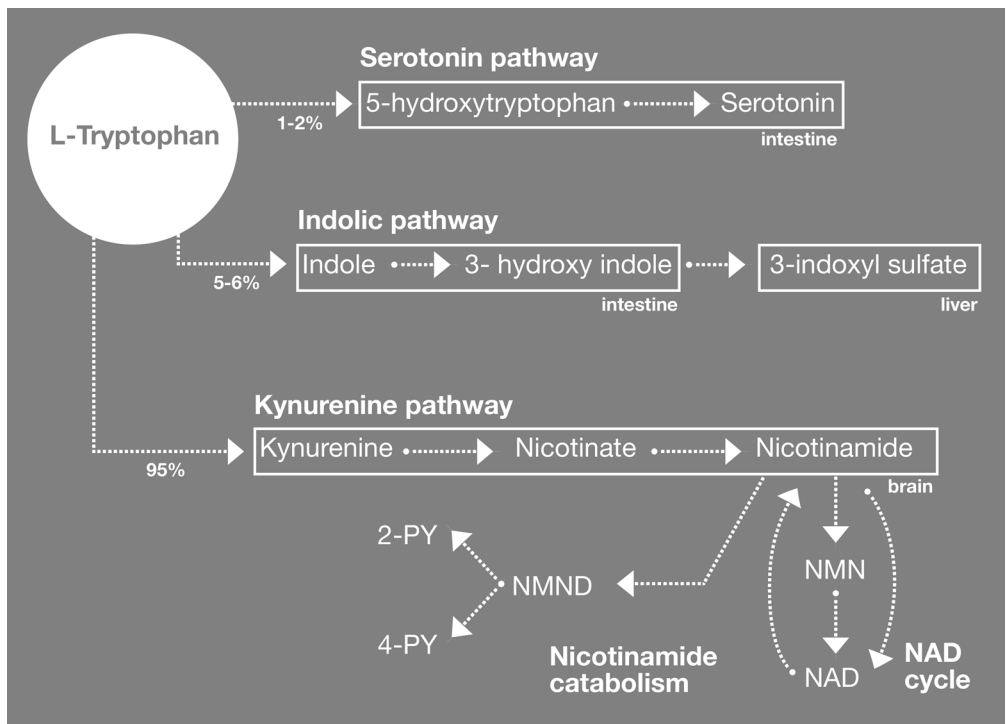 L-Tryptophan
Serotonin pathway
1-2%
5-hydroxytryptophan Serotonin
intestine
Indolic pathway
5-6%
Indole 3- hydroxy indole 3-indoxyl sulfate
intestine liver
Kynurenine pathway
95%
Kynurenine Nicotinate Nicotinamide
brain
2-PY
NMND
4-PY
Nicotinamide
catabolism
NMN
NAD
NAD
cycle